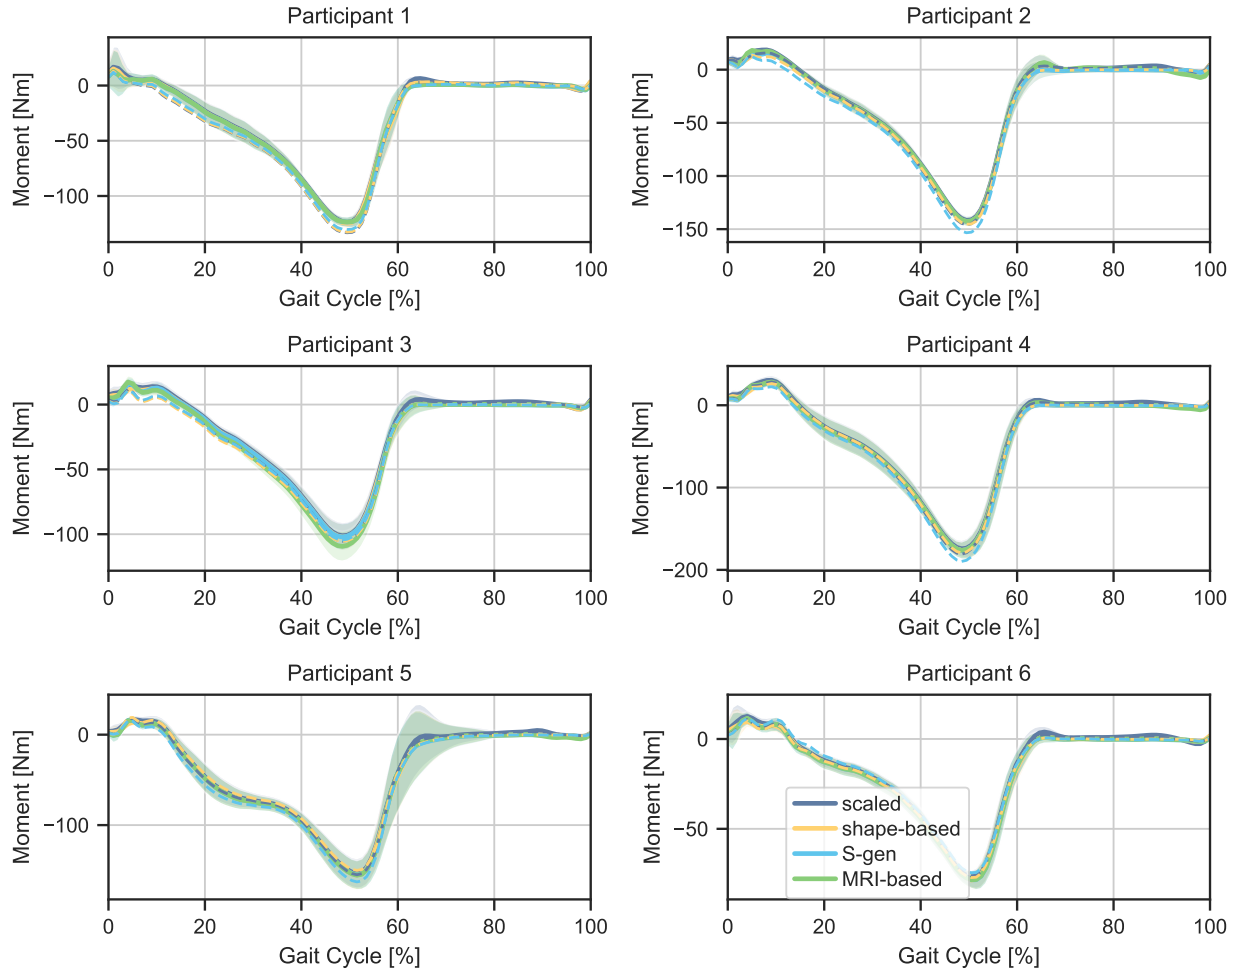 Participant 1
Participant 2
Moment [Nm]
0
−50
−100
0 20 40 60 80 100
Gait Cycle [%]
Moment [Nm]
0
−50
−100
−150
0 20 40 60 80 100
Gait Cycle [%]
Participant 3
Participant 4
Moment [Nm]
0
−50
−100
0 20 40 60 80 100
Gait Cycle [%]
Moment [Nm]
0
−100
−200
0 20 40 60 80 100
Gait Cycle [%]
Participant 5
Participant 6
Moment [Nm]
0
−100
0 20 40 60 80 100
Gait Cycle [%]
Moment [Nm]
0
−50
scaled
shape-based
S-gen
MRI-based
0 20 40 60 80 100
Gait Cycle [%]